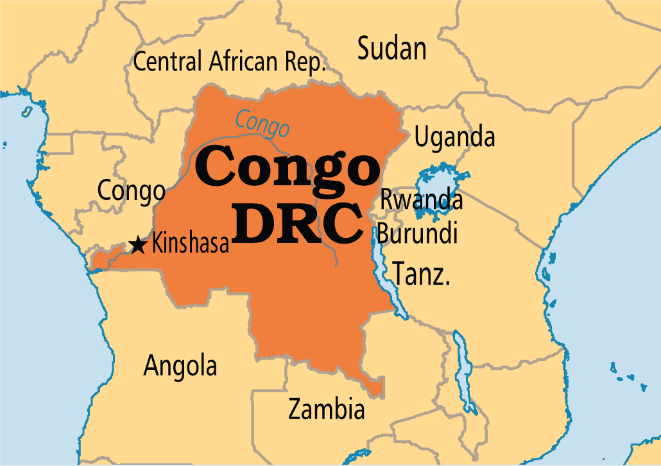 Sudan
Central African Rep.
Congo
Uganda
Congo
DRC
Congo
Rwanda
Kinshasa
Burundi
Tanz.
Angola
Zambia